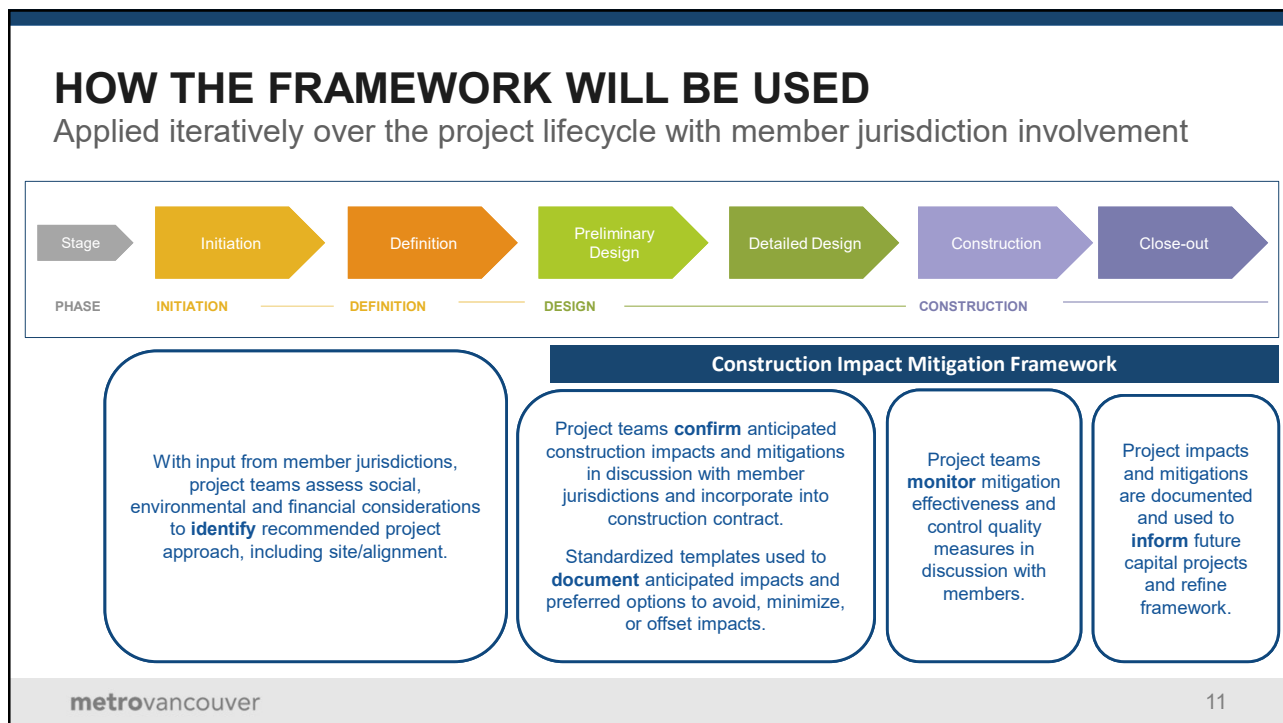 HOW THE FRAMEWORK WILL BE USED
Applied iteratively over the project lifecycle with member jurisdiction involvement
Stage
Initiation
Definition
Preliminary
Design
Detailed Design
Construction
Close-out
PHASE
INITIATION
DEFINITION
DESIGN
CONSTRUCTION
Construction Impact Mitigation Framework
With input from member jurisdictions,
project teams assess social,
environmental and financial considerations
to identify recommended project
approach, including site/alignment.
Project teams confirm anticipated
construction impacts and mitigations
in discussion with member
jurisdictions and incorporate into
construction contract.
Standardized templates used to
document anticipated impacts and
preferred options to avoid, minimize,
or offset impacts.
Project teams
monitor mitigation
effectiveness and
control quality
measures in
discussion with
members.
Project impacts
and mitigations
are documented
and used to
inform future
capital projects
and refine
framework.
metrovancouver
11